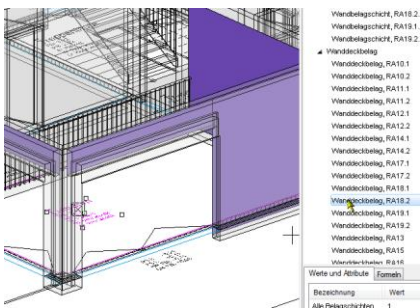 Wandbelagschicht, RA18.2
Wandbelagschicht, RA19.1
Wandbelagschicht, RA19.2
Wanddeckbelag
Wanddeckbelag, RA10.1
Wanddeckbelag, RA10.2
Wanddeckbelag, RA11.1
Wanddeckbelag, RA11.2
Wanddeckbelag, RA12.1
Wanddeckbelag, RA12.2
Wanddeckbelag, RA14.1
Wanddeckbelag, RA14.2
Wanddeckbelag, RA17.1
Wanddeckbelag, RA17.2
Wanddeckbelag, RA18.1
Wanddeckbelag, RA18.2
Wanddeckbelag, RA19.1
Wanddeckbelag, RA19.2
Wanddeckbelag, RA13
Wanddeckbelag, RA15
Wanddeckbelag, RA16
Werte und Attribute Formeln
Bezeichnung Wert
Alle Belagschichten 1